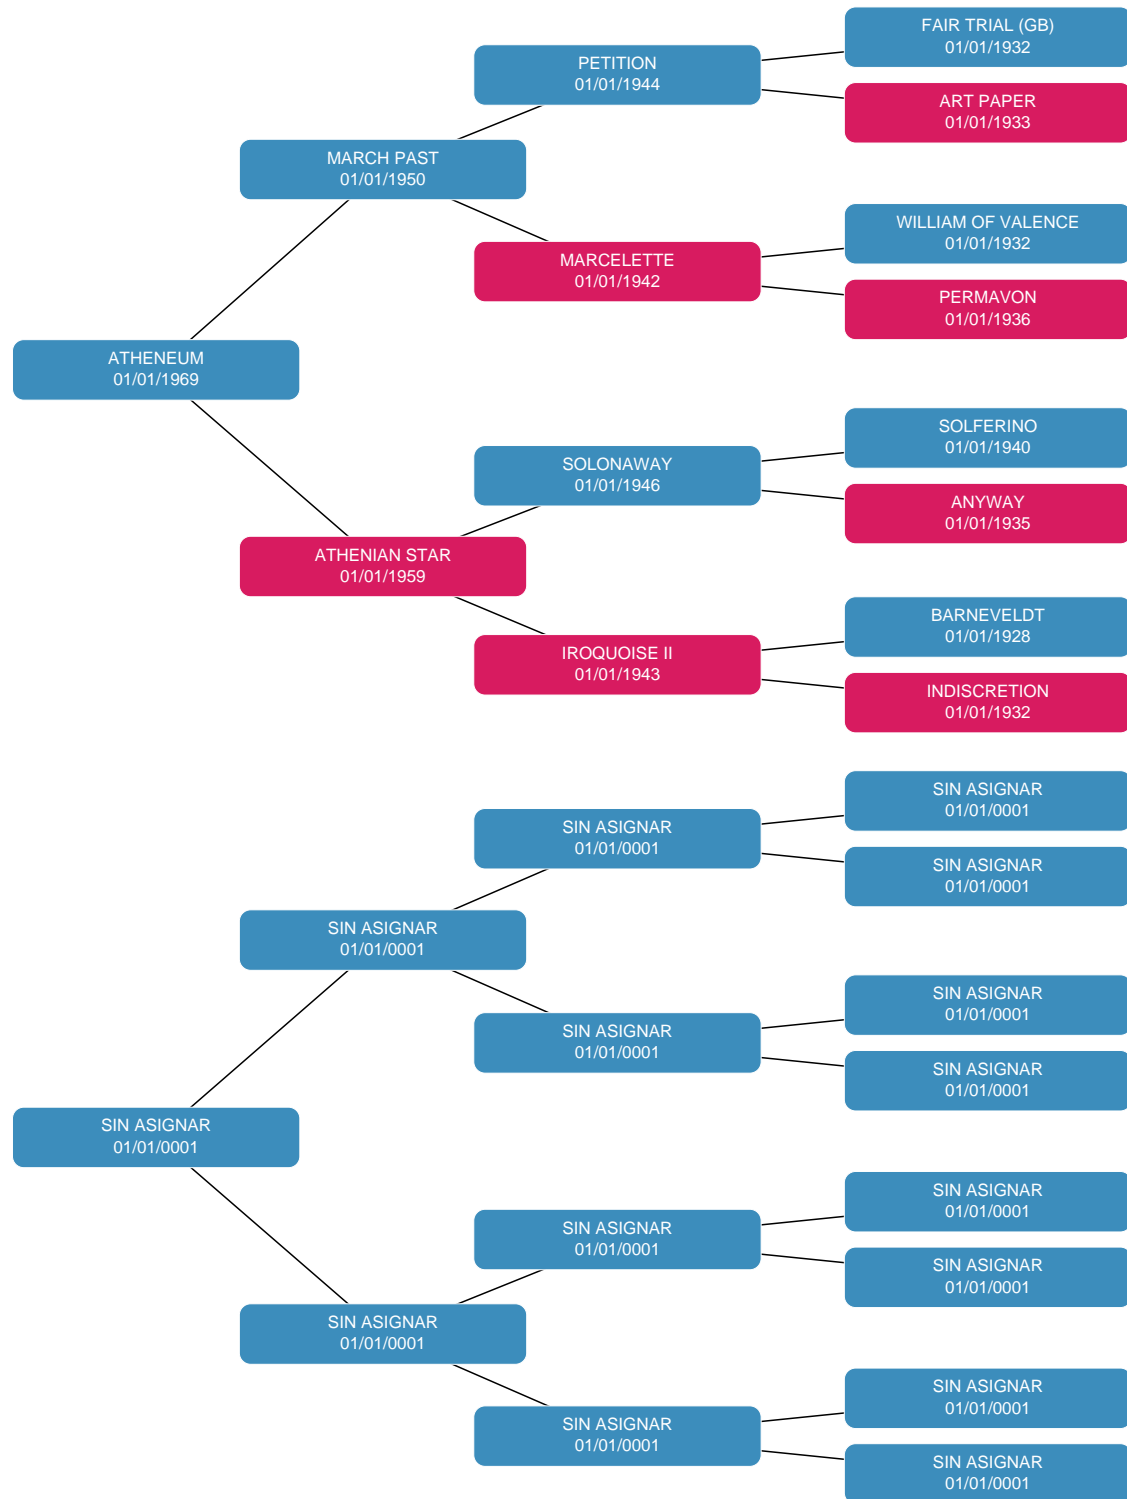 FAIR TRIAL (GB)
01/01/1932
PETITION
01/01/1944
ART PAPER
01/01/1933
MARCH PAST
01/01/1950
WILLIAM OF VALENCE
01/01/1932
MARCELETTE
01/01/1942
PERMAVON
01/01/1936
ATHENEUM
01/01/1969
SOLFERINO
01/01/1940
SOLONAWAY
01/01/1946
ANYWAY
01/01/1935
ATHENIAN STAR
01/01/1959
BARNEVELDT
01/01/1928
IROQUOISE II
01/01/1943
INDISCRETION
01/01/1932
SIN ASIGNAR
01/01/0001
SIN ASIGNAR
01/01/0001
SIN ASIGNAR
01/01/0001
SIN ASIGNAR
01/01/0001
SIN ASIGNAR
01/01/0001
SIN ASIGNAR
01/01/0001
SIN ASIGNAR
01/01/0001
SIN ASIGNAR
01/01/0001
SIN ASIGNAR
01/01/0001
SIN ASIGNAR
01/01/0001
SIN ASIGNAR
01/01/0001
SIN ASIGNAR
01/01/0001
SIN ASIGNAR
01/01/0001
SIN ASIGNAR
01/01/0001
SIN ASIGNAR
01/01/0001